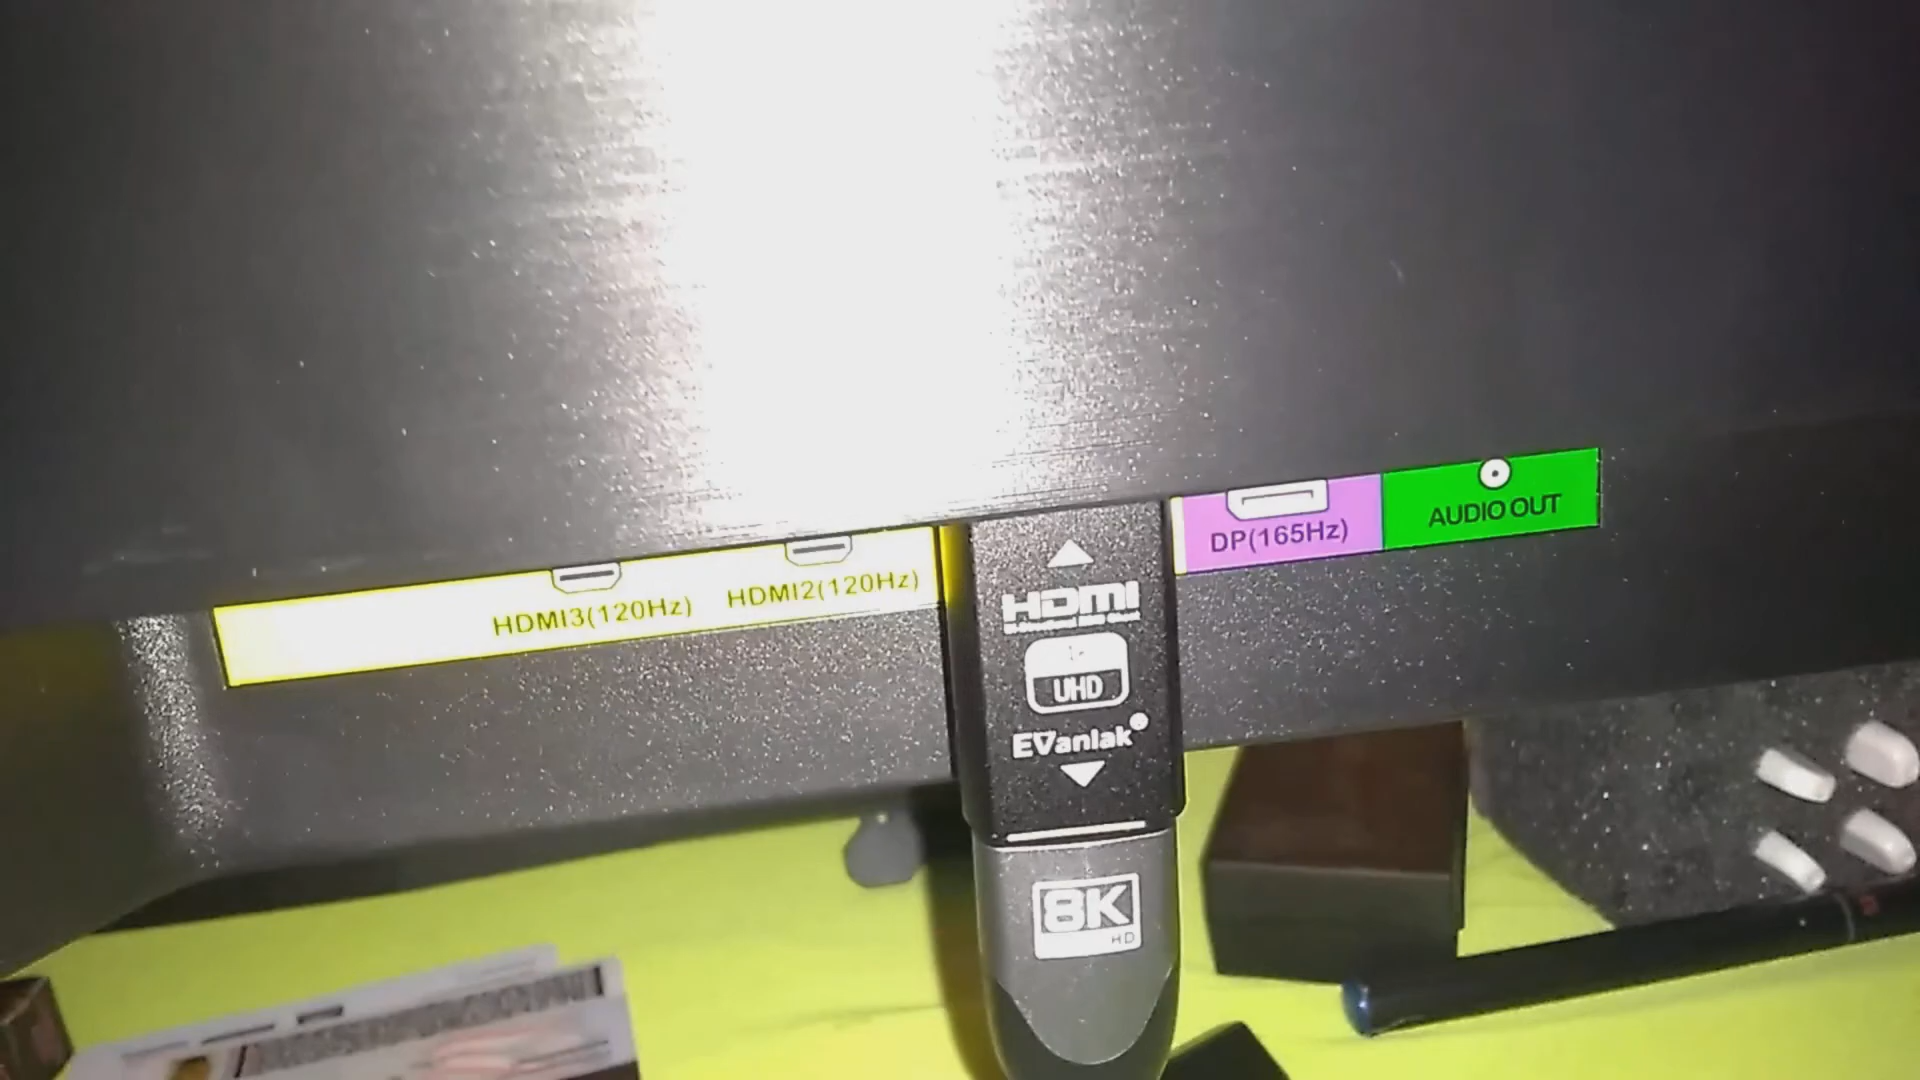 HDMI3(120Hz)
HDMI2(120Hz)
DP(165Hz)
AUDIO OUT
HDMI
UHD
EVanlak
8K
HD